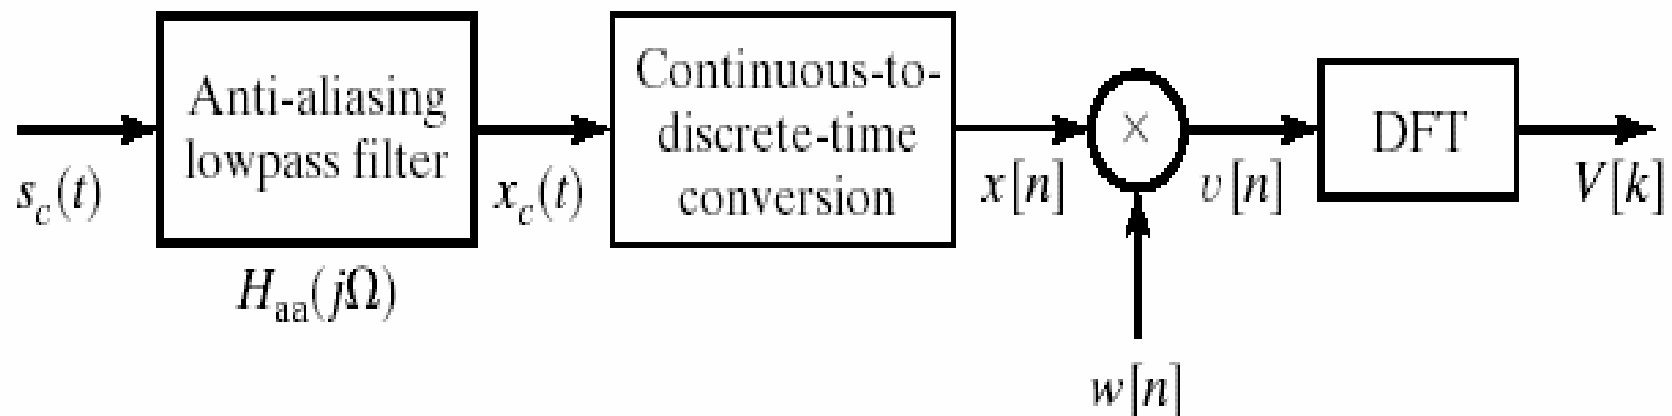 Anti-aliasing
lowpass filter
Continuous-to-
discrete-time
conversion
×
DFT
s_c(t)
x_c(t)
x[n]
v[n]
V[k]
H_aa(jΩ)
w[n]